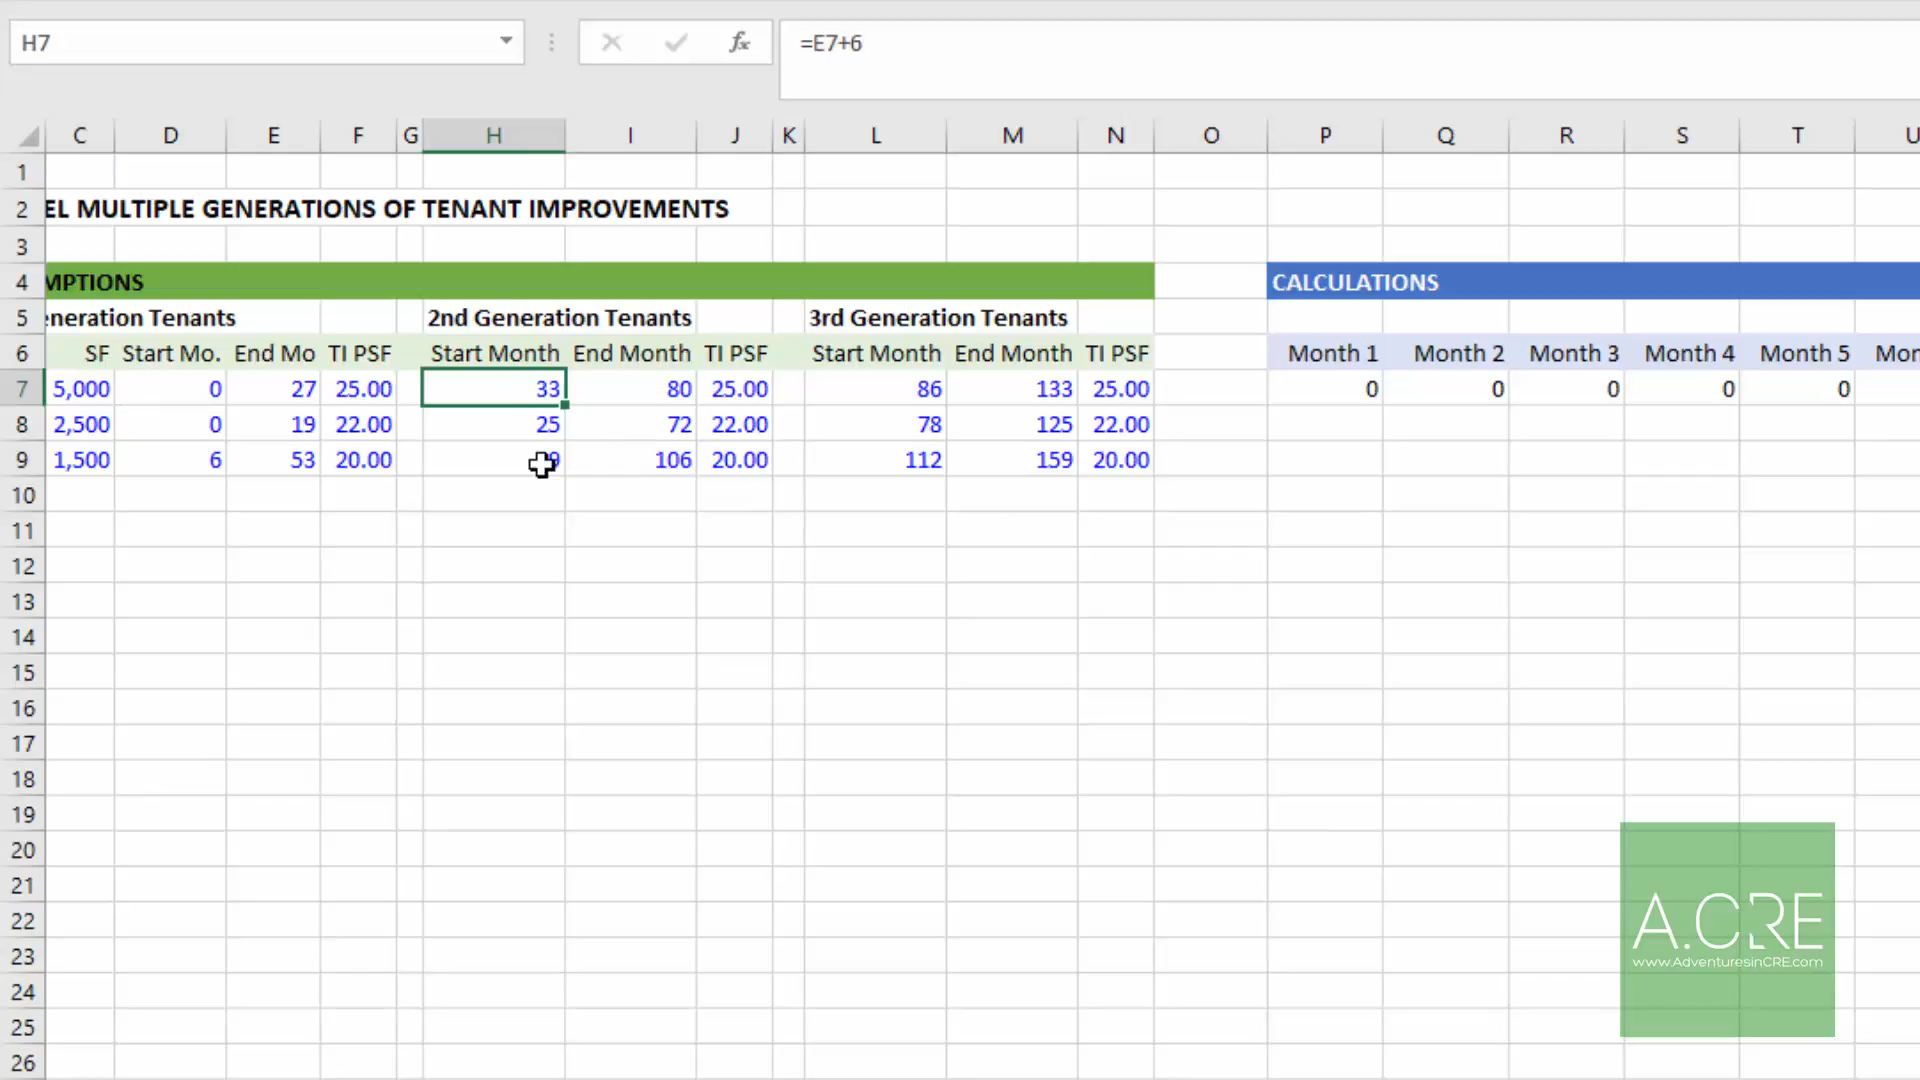 H7 fx =E7+6
C D E F G H I J K L M N O P Q R S T U
1
2 EL MULTIPLE GENERATIONS OF TENANT IMPROVEMENTS
3
4 MPTIONS CALCULATIONS
5 eneration Tenants 2nd Generation Tenants 3rd Generation Tenants
6 SF Start Mo. End Mo TI PSF Start Month End Month TI PSF Start Month End Month TI PSF Month 1 Month 2 Month 3 Month 4 Month 5 Mon
7 5,000 0 27 25.00 33 80 25.00 86 133 25.00 0 0 0 0 0
8 2,500 0 19 22.00 25 72 22.00 78 125 22.00
9 1,500 6 53 20.00 106 20.00 112 159 20.00
10
11
12
13
14
15
16
17
18
19
20
21
22
23
24
25
26
A.CRE
www.AdventuresinCRE.com